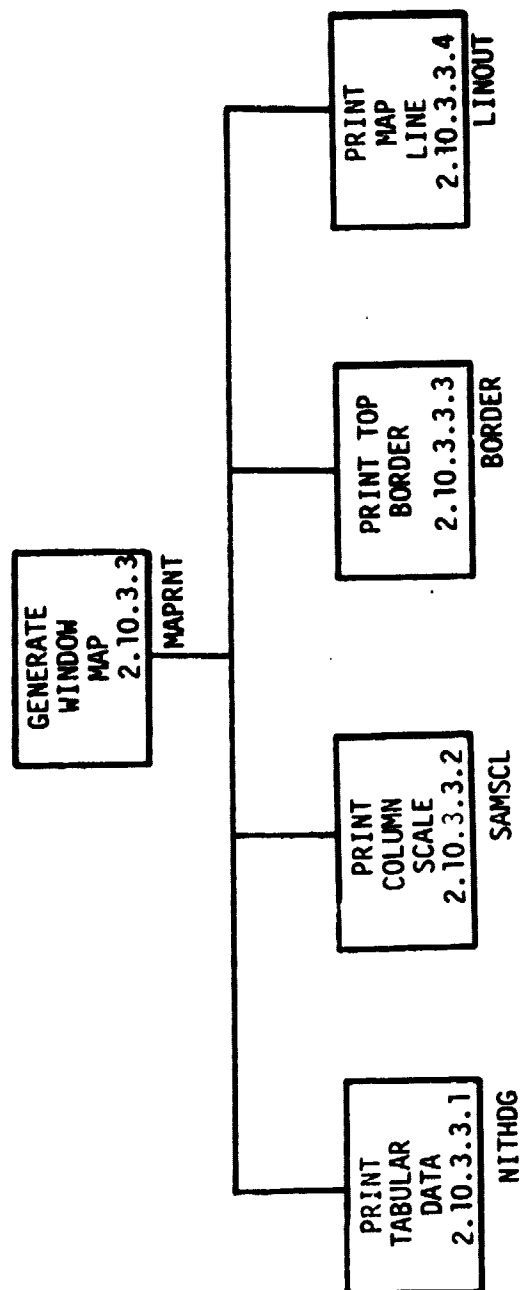 GENERATE
WINDOW
MAP
2.10.3.3
MAPRNT
PRINT
TABULAR
DATA
2.10.3.3.1
NITHDG
PRINT
COLUMN
SCALE
2.10.3.3.2
SAMSCL
PRINT TOP
BORDER
2.10.3.3.3
BORDER
PRINT
MAP
LINE
2.10.3.3.4
LINOUT